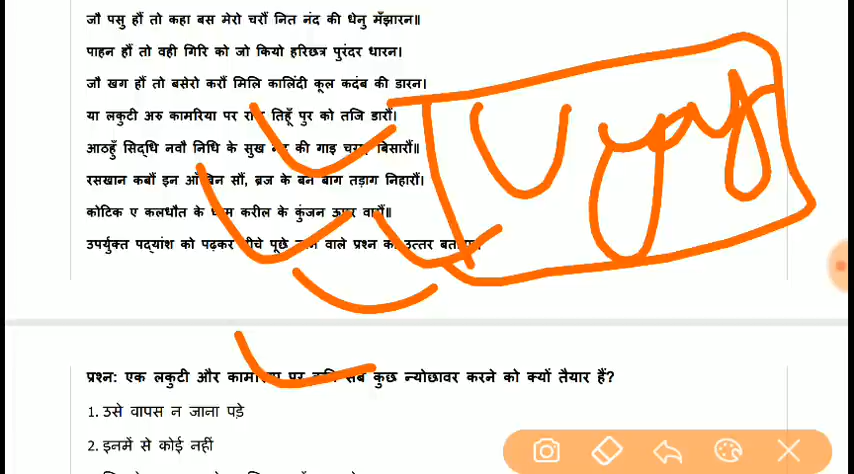 जौ पसु हौं तो कहा बस मेरो चरौं नित नंद की धेनु मँझारन॥
पाहन हौं तो वही गिरि को जो कियो हरिछत्र पुरंदर धारन।
जौ खग हौं तो बसेरो करौं मिलि कालिंदी कूल कदंब की डारन।
या लकुटी अरु कामरिया पर तिहूँ पुर को तजि डारौं।
आठहुँ सिद्धि नवौ निधि के सुख की गाइ बिसारौं॥
रसखान कबौं इन सौं, ब्रज के बन बाग तड़ाग निहारौं।
कोटिक ए कलधौत के करील के कुंजन ऊपर वारौं॥
उपर्युक्त पद्यांश को पढ़कर नीचे पूछे वाले प्रश्न का उत्तर
प्रश्न: एक लकुटी और कामरिया पर सब कुछ न्योछावर करने को क्यों तैयार हैं?
1. उसे वापस न जाना पड़े
2. इनमें से कोई नहीं